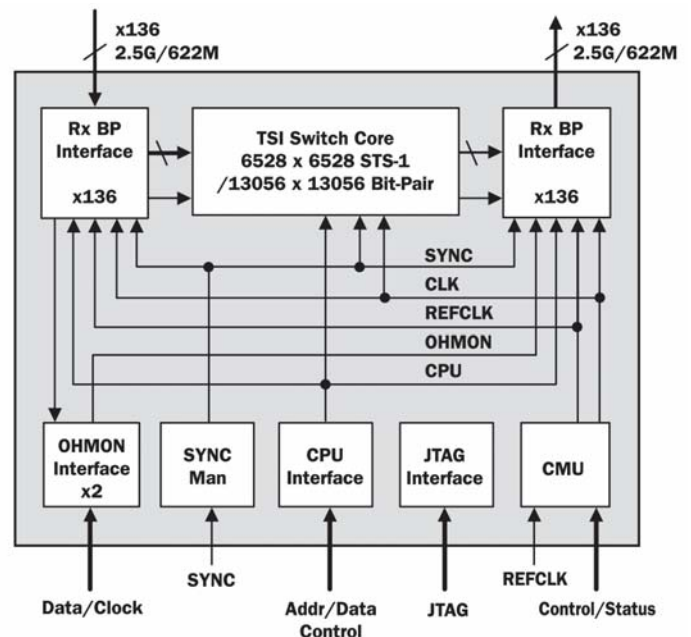 x136
2.5G/622M
x136
2.5G/622M
Rx BP
Interface
x136
TSI Switch Core
6528 x 6528 STS-1
/13056 x 13056 Bit-Pair
Rx BP
Interface
x136
SYNC
CLK
REFCLK
OHMON
CPU
OHMON
Interface
x2
SYNC
Man
CPU
Interface
JTAG
Interface
CMU
SYNC
REFCLK
Data/Clock
Addr/Data
Control
JTAG
Control/Status